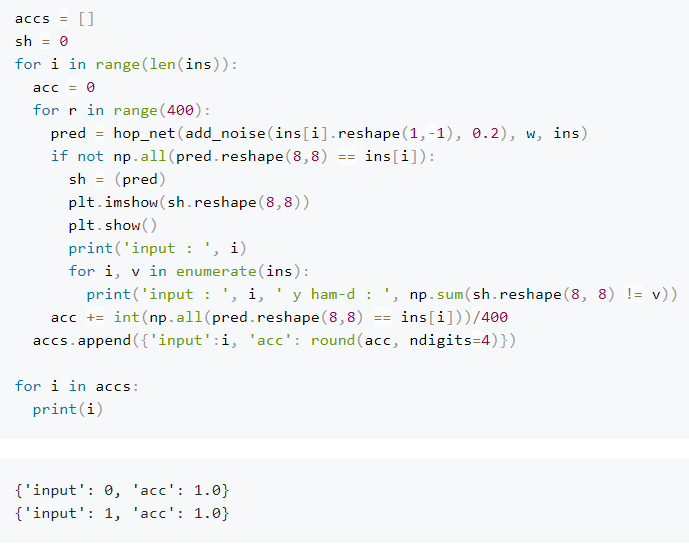 accs = []
sh = 0
for i in range(len(ins)):
  acc = 0
  for r in range(400):
    pred = hop_net(add_noise(ins[i].reshape(1,-1), 0.2), w, ins)
    if not np.all(pred.reshape(8,8) == ins[i]):
      sh = (pred)
      plt.imshow(sh.reshape(8,8))
      plt.show()
      print('input : ', i)
      for i, v in enumerate(ins):
        print('input : ', i, ' y ham-d : ', np.sum(sh.reshape(8, 8) != v))
    acc += int(np.all(pred.reshape(8,8) == ins[i]))/400
  accs.append({'input':i, 'acc': round(acc, ndigits=4)})

for i in accs:
  print(i)

{'input': 0, 'acc': 1.0}
{'input': 1, 'acc': 1.0}